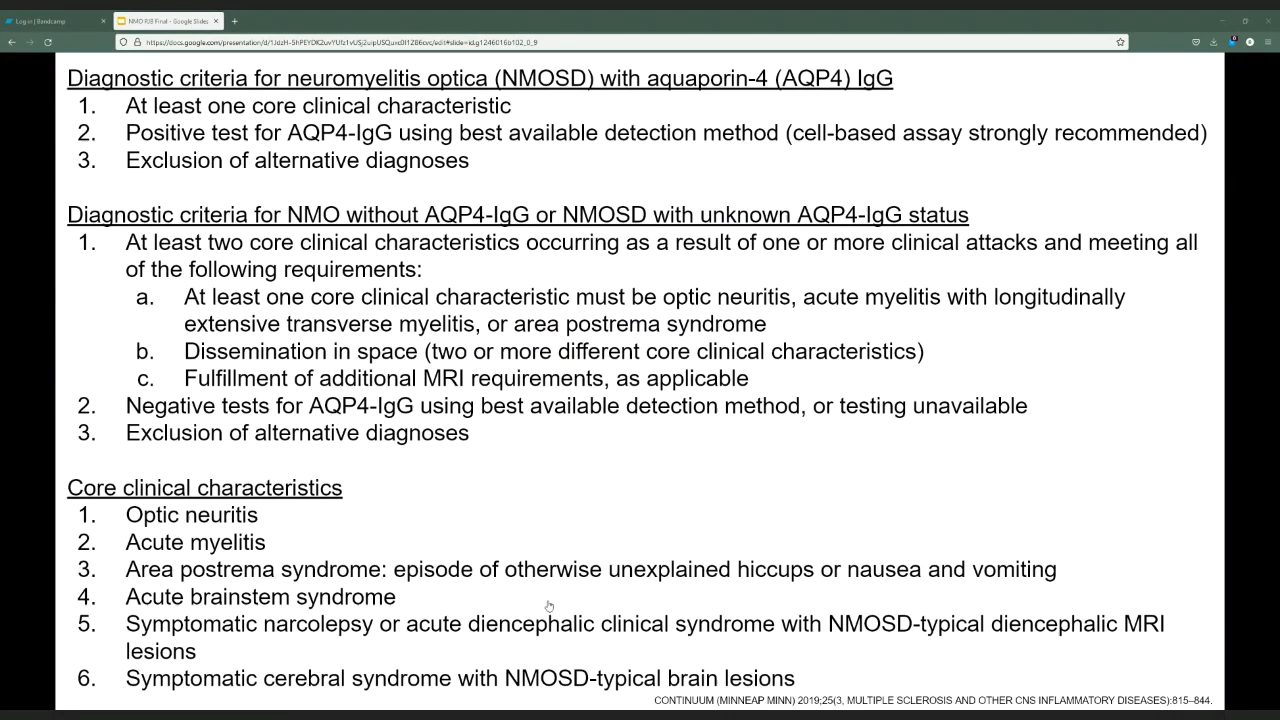 Log in | Bandcamp
NMO RJB Final - Google Slides
Diagnostic criteria for neuromyelitis optica (NMOSD) with aquaporin-4 (AQP4) IgG
1. At least one core clinical characteristic
2. Positive test for AQP4-IgG using best available detection method (cell-based assay strongly recommended)
3. Exclusion of alternative diagnoses
Diagnostic criteria for NMO without AQP4-IgG or NMOSD with unknown AQP4-IgG status
1. At least two core clinical characteristics occurring as a result of one or more clinical attacks and meeting all
of the following requirements:
a. At least one core clinical characteristic must be optic neuritis, acute myelitis with longitudinally
extensive transverse myelitis, or area postrema syndrome
b. Dissemination in space (two or more different core clinical characteristics)
c. Fulfillment of additional MRI requirements, as applicable
2. Negative tests for AQP4-IgG using best available detection method, or testing unavailable
3. Exclusion of alternative diagnoses
Core clinical characteristics
1. Optic neuritis
2. Acute myelitis
3. Area postrema syndrome: episode of otherwise unexplained hiccups or nausea and vomiting
4. Acute brainstem syndrome
5. Symptomatic narcolepsy or acute diencephalic clinical syndrome with NMOSD-typical diencephalic MRI
lesions
6. Symptomatic cerebral syndrome with NMOSD-typical brain lesions
CONTINUUM (MINNEAP MINN) 2019;25(3, MULTIPLE SCLEROSIS AND OTHER CNS INFLAMMATORY DISEASES):815–844.